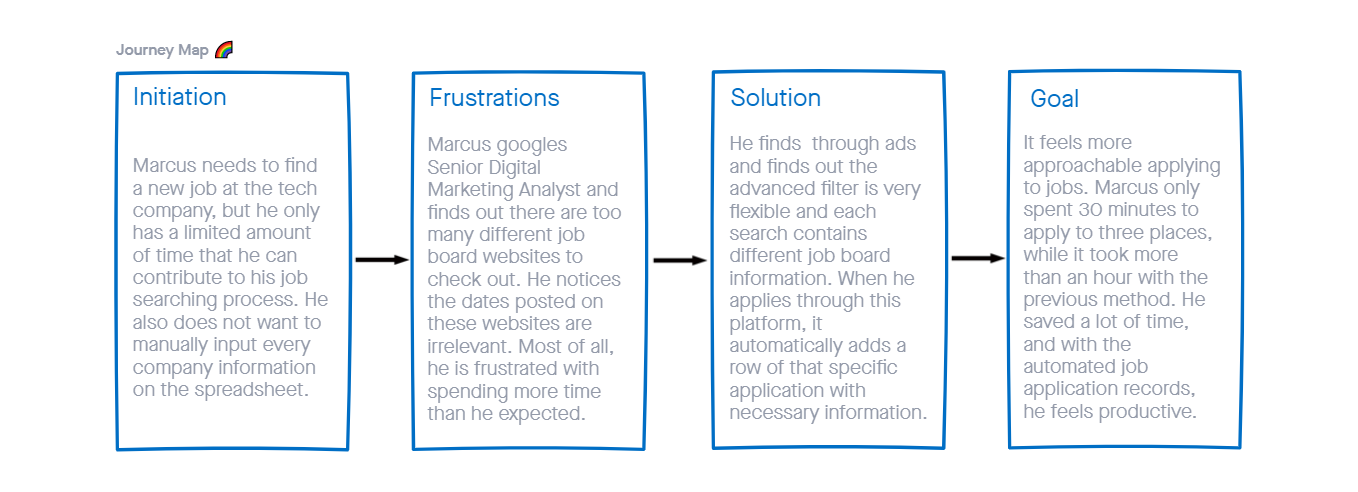 Journey Map 🌈
Initiation
Marcus needs to find
a new job at the tech
company, but he only
has a limited amount
of time that he can
contribute to his job
searching process. He
also does not want to
manually input every
company information
on the spreadsheet.
Frustrations
Marcus googles
Senior Digital
Marketing Analyst and
finds out there are too
many different job
board websites to
check out. He notices
the dates posted on
these websites are
irrelevant. Most of all,
he is frustrated with
spending more time
than he expected.
Solution
He finds  through ads
and finds out the
advanced filter is very
flexible and each
search contains
different job board
information. When he
applies through this
platform, it
automatically adds a
row of that specific
application with
necessary information.
Goal
It feels more
approachable applying
to jobs. Marcus only
spent 30 minutes to
apply to three places,
while it took more
than an hour with the
previous method. He
saved a lot of time,
and with the
automated job
application records,
he feels productive.